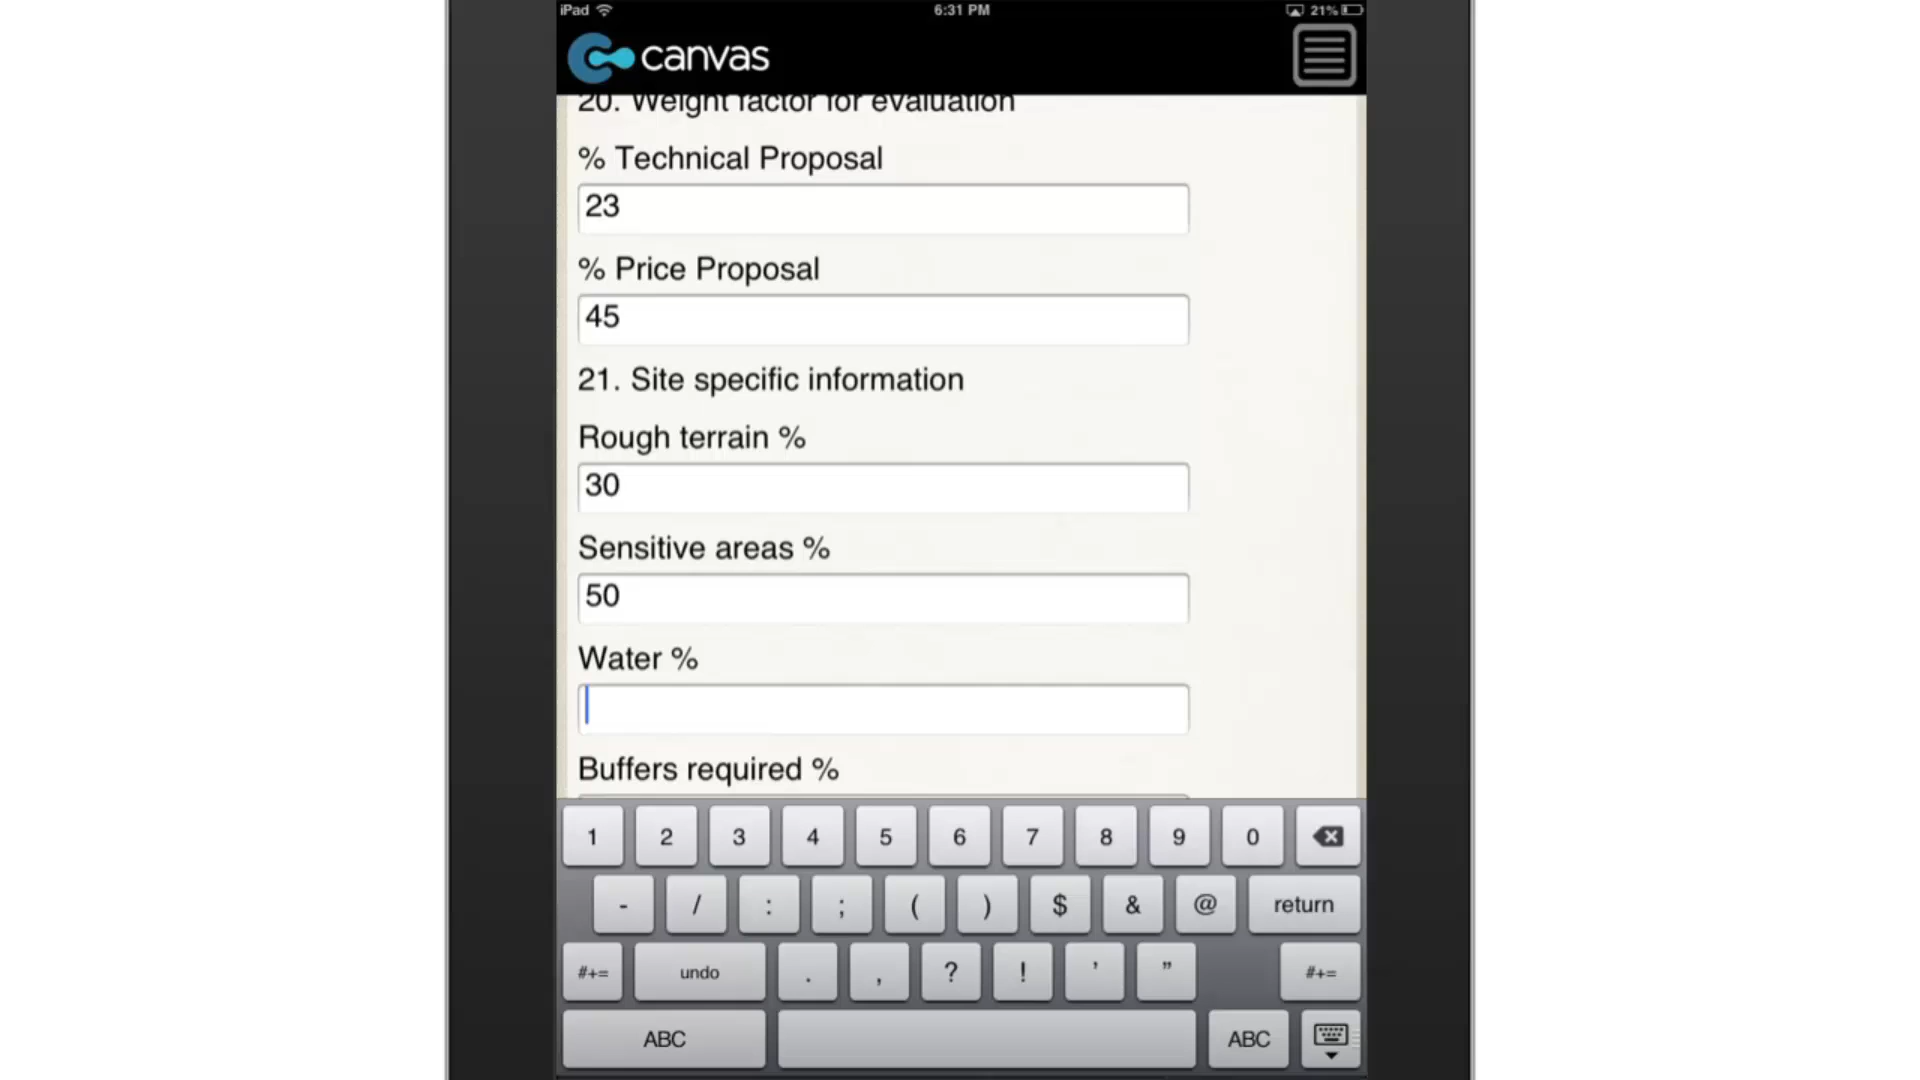 iPad
6:31 PM
21%
canvas
20. Weight factor for evaluation
% Technical Proposal
23
% Price Proposal
45
21. Site specific information
Rough terrain %
30
Sensitive areas %
50
Water %
Buffers required %
1 2 3 4 5 6 7 8 9 0
- / : ; ( ) $ & @ return
#+= undo . , ? ! ' " #+=
ABC ABC